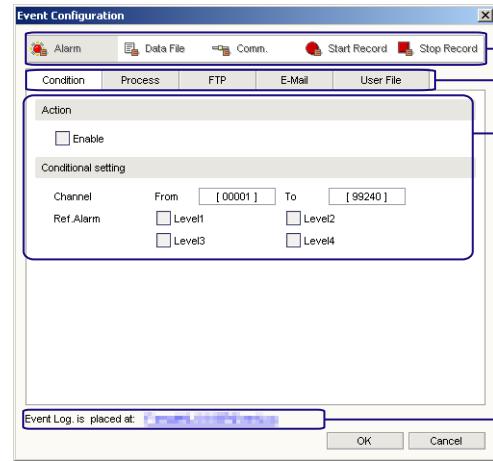 Event Configuration
Alarm Data File Comm. Start Record Stop Record
Condition Process FTP E-Mail User File
Action
Enable
Conditional setting
Channel From [ 00001 ] To [ 99240 ]
Ref.Alarm Level1 Level2
Level3 Level4
Event Log. is placed at:
OK Cancel